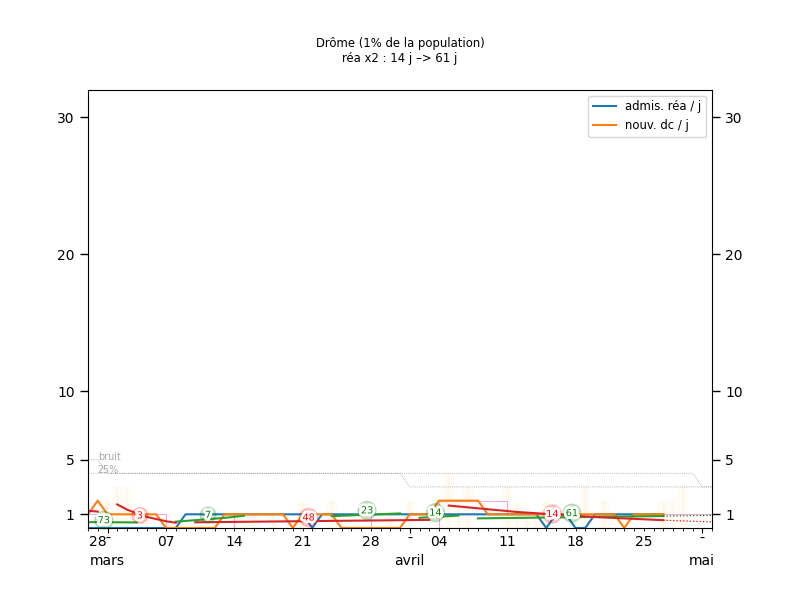 Drôme (1% de la population)
réa x2 : 14 j –> 61 j
admis. réa / j
nouv. dc / j
30 30
20 20
10 10
5 5
1 1
bruit
25%
73 3 7 48 23 14 14 61
28 07 14 21 28 04 11 18 25
mars avril mai